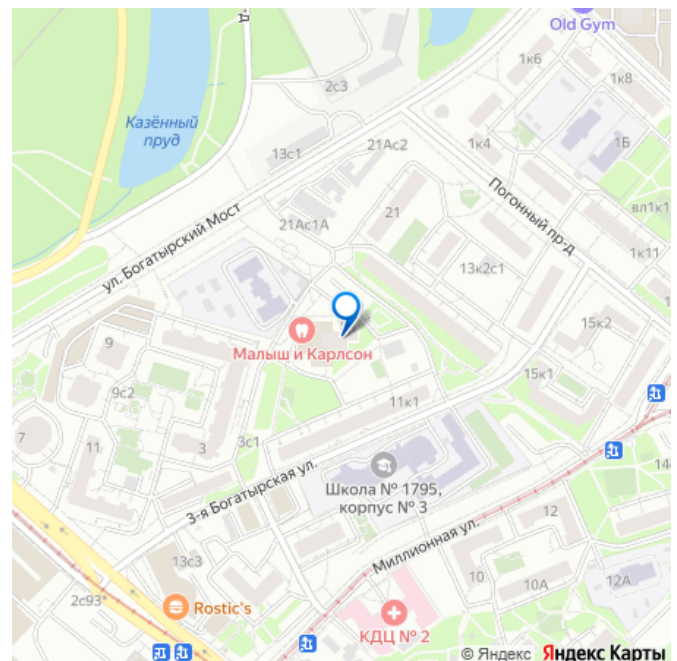 Old Gym
1к6
1к8
2с3
Казённый
пруд
13с1
21Ас2
1к4
1Б
Погонный пр-д
вл1к1
21
21Ас1А
ул. Богатырский Мост
1к11
13к2с1
15к2
Малыш и Карлсон
9
15к1
9с2
11к1
7
11
3
3с1
3-я Богатырская ул.
Школа № 1795,
корпус № 3
14
12
Миллионная ул.
13с3
10
10А
12А
2с93
Rostic's
КДЦ № 2
© Яндекс Яндекс Карты